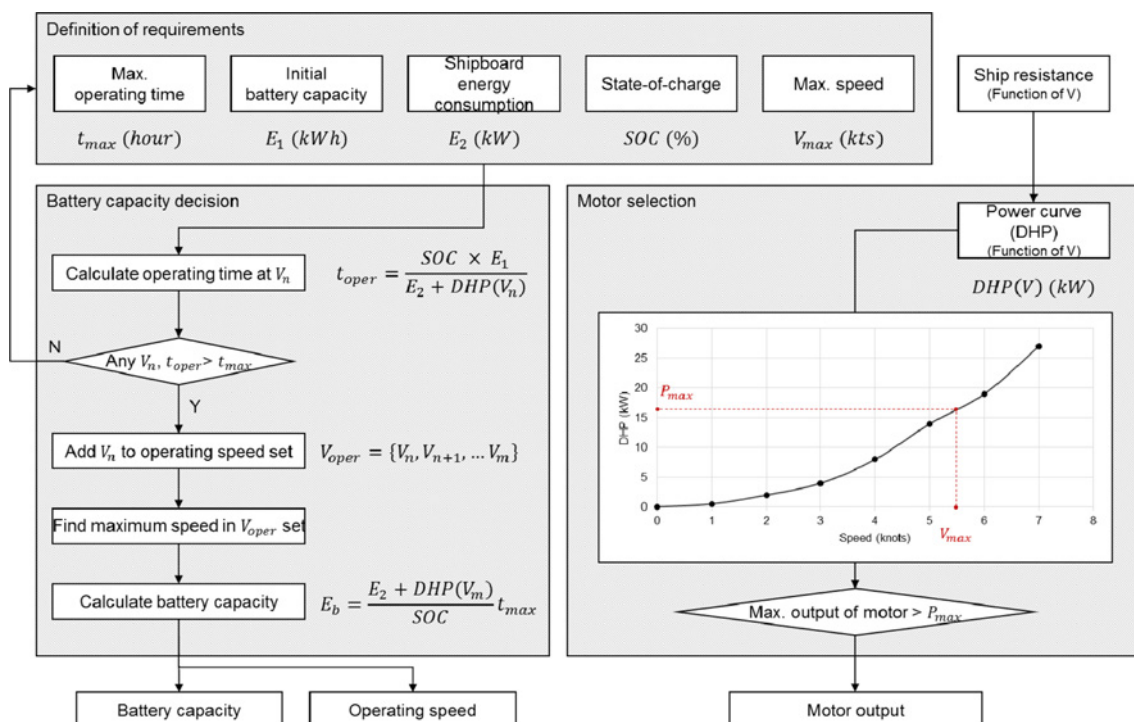 Definition of requirements
Max.
operating time
Initial
battery capacity
Shipboard
energy
consumption
State-of-charge
Max. speed
t_max (hour)
E_1 (kWh)
E_2 (kW)
SOC (%)
V_max (kts)
Ship resistance
(Function of V)
Battery capacity decision
Calculate operating time at V_n
t_oper = (SOC × E_1) / (E_2 + DHP(V_n))
N
Any V_n, t_oper > t_max
Y
Add V_n to operating speed set
V_oper = {V_n, V_{n+1}, ... V_m}
Find maximum speed in V_oper set
Calculate battery capacity
E_b = (E_2 + DHP(V_m)) / SOC t_max
Battery capacity
Operating speed
Motor selection
Power curve
(DHP)
(Function of V)
DHP(V) (kW)
30
25
20
15
10
5
0
DHP (kW)
P_max
0 1 2 3 4 5 6 7 8
Speed (knots)
V_max
Max. output of motor > P_max
Motor output